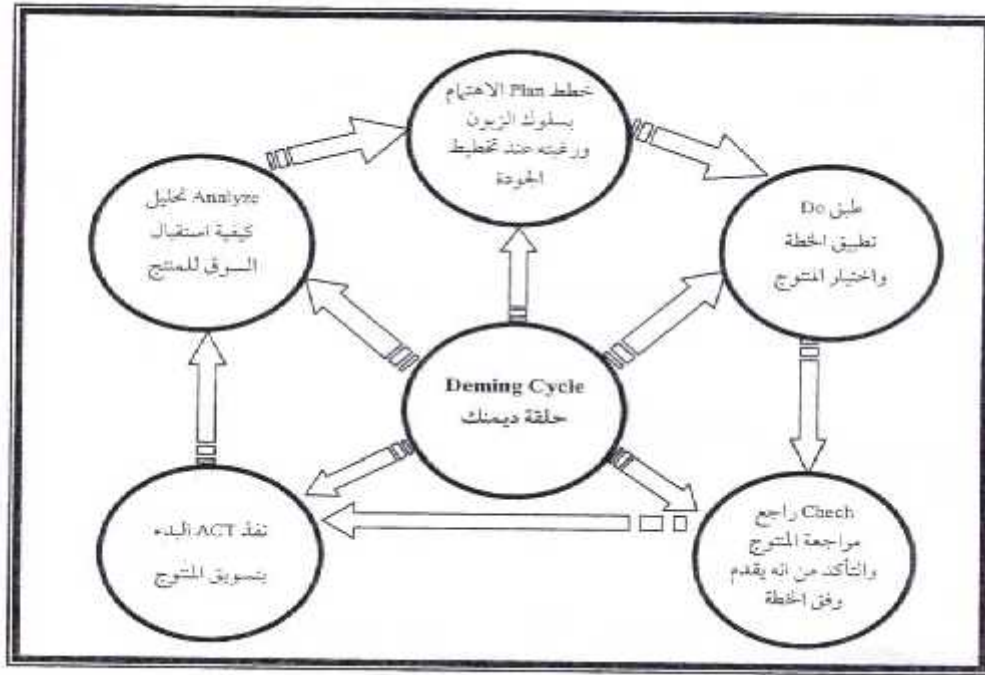 خطط Plan الاهتمام
بسلوك الزبون
ورغبته عند تخطيط
الجودة
طبق Do
تطبيق الخطة
واختبار المنتوج
Chech راجع
مراجعة المنتوج
والتأكد من انه يقدم
وفق الخطة
نفذ ACT البدء
بتسويق المنتوج
Analyze تحليل
كيفية استقبال
السوق للمنتج
Deming Cycle
حلقة ديمنك